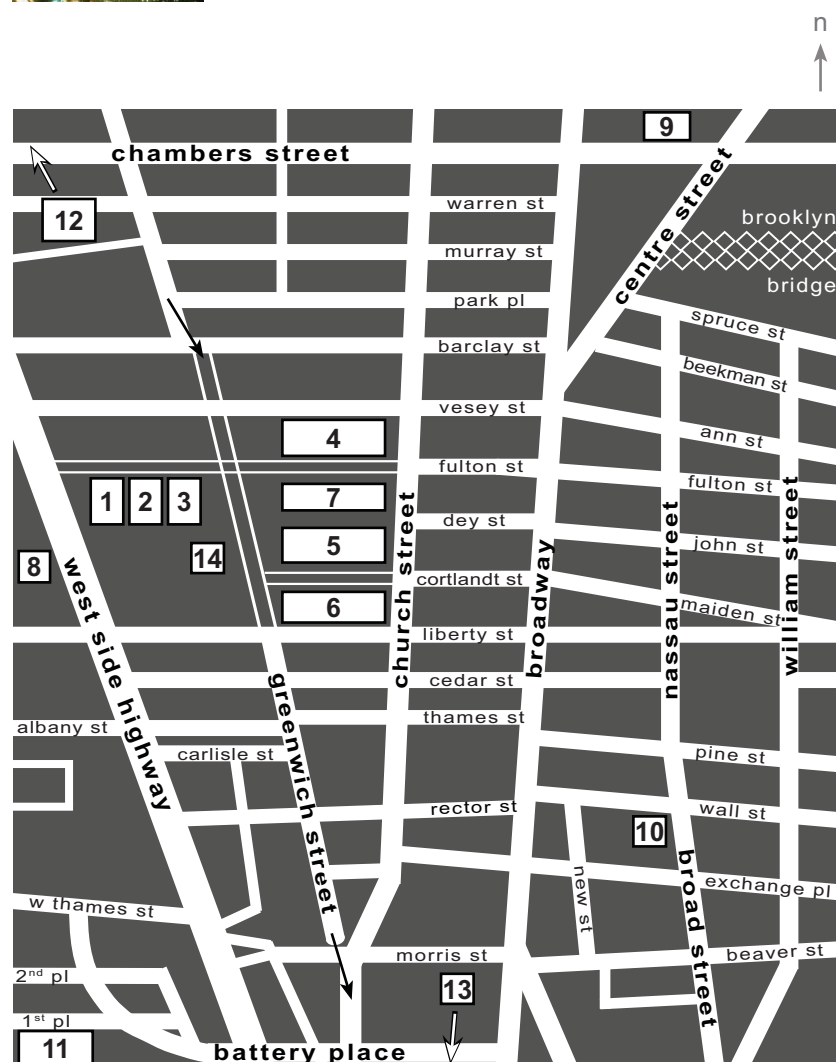 n
9
chambers street
12
warren st
centre street
brooklyn
murray st
bridge
park pl
spruce st
barclay st
beekman st
vesey st
ann st
4
fulton st
fulton st
1
2
3
7
dey st
john st
5
14
8
cortlandt st
6
maiden st
liberty st
west side highway
church street
broadway
nassau street
william street
cedar st
greenwich street
thames st
albany st
carlisle st
pine st
rector st
wall st
10
exchange pl
new st
broad street
w thames st
morris st
beaver st
2nd pl
13
1st pl
11
battery place